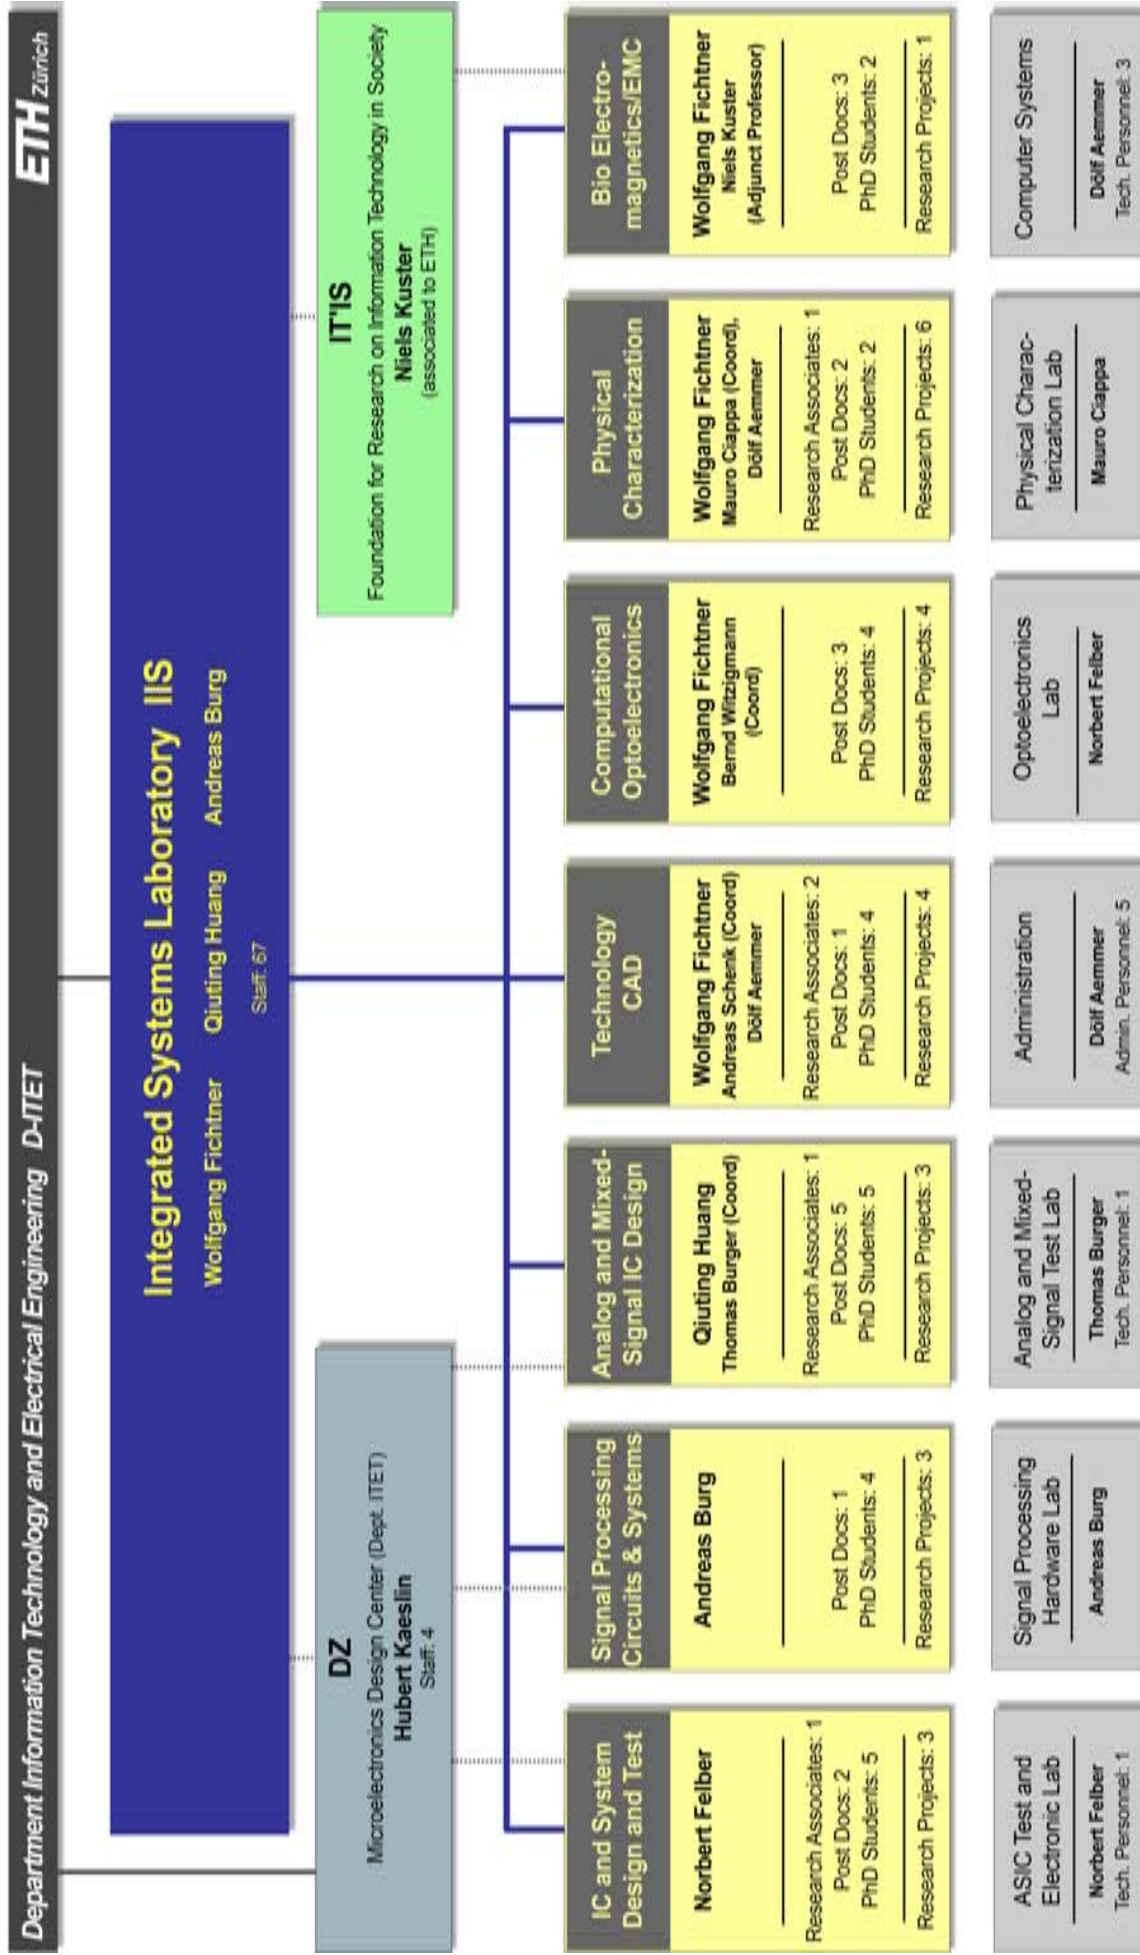 Department Information Technology and Electrical Engineering D-ITET
ETH Zürich
Integrated Systems Laboratory IIS
Wolfgang Fichtner Qiuting Huang Andreas Burg
Staff: 67
DZ
Microelectronics Design Center (Dept. ITET)
Hubert Kaeslin
Staff: 4
IT'IS
Foundation for Research on Information Technology in Society
Niels Kuster
(associated to ETH)
IC and System
Design and Test
Norbert Felber
Research Associates: 1
Post Docs: 2
PhD Students: 5
Research Projects: 3
Signal Processing
Circuits & Systems
Andreas Burg
Post Docs: 1
PhD Students: 4
Research Projects: 3
Analog and Mixed-
Signal IC Design
Qiuting Huang
Thomas Burger (Coord)
Research Associates: 1
Post Docs: 5
PhD Students: 5
Research Projects: 3
Technology
CAD
Wolfgang Fichtner
Andreas Schenk (Coord)
Dölf Aemmer
Research Associates: 2
Post Docs: 1
PhD Students: 4
Research Projects: 4
Computational
Optoelectronics
Wolfgang Fichtner
Bernd Witzigmann
(Coord)
Post Docs: 3
PhD Students: 4
Research Projects: 4
Physical
Characterization
Wolfgang Fichtner
Mauro Ciappa (Coord),
Dölf Aemmer
Research Associates: 1
Post Docs: 2
PhD Students: 2
Research Projects: 6
Bio Electro-
magnetics/EMC
Wolfgang Fichtner
Niels Kuster
(Adjunct Professor)
Post Docs: 3
PhD Students: 2
Research Projects: 1
ASIC Test and
Electronic Lab
Norbert Felber
Tech. Personnel: 1
Signal Processing
Hardware Lab
Andreas Burg
Analog and Mixed-
Signal Test Lab
Thomas Burger
Tech. Personnel: 1
Administration
Dölf Aemmer
Admin. Personnel: 5
Optoelectronics
Lab
Norbert Felber
Physical Charac-
terization Lab
Mauro Ciappa
Computer Systems
Dölf Aemmer
Tech. Personnel: 3